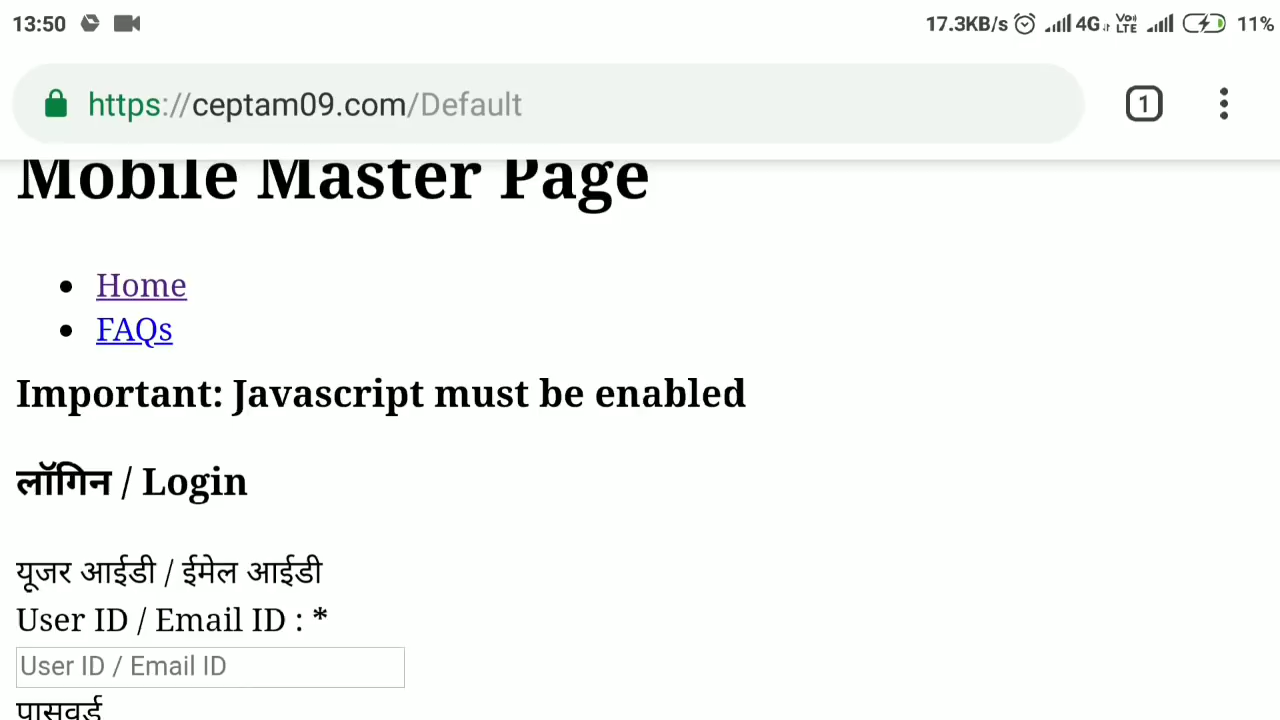 13:50 17.3KB/s 4G VoLTE 11%
https://ceptam09.com/Default 1
Mobile Master Page
Home
FAQs
Important: Javascript must be enabled
लॉगिन / Login
यूजर आईडी / ईमेल आईडी
User ID / Email ID : *
User ID / Email ID
पासवर्ड